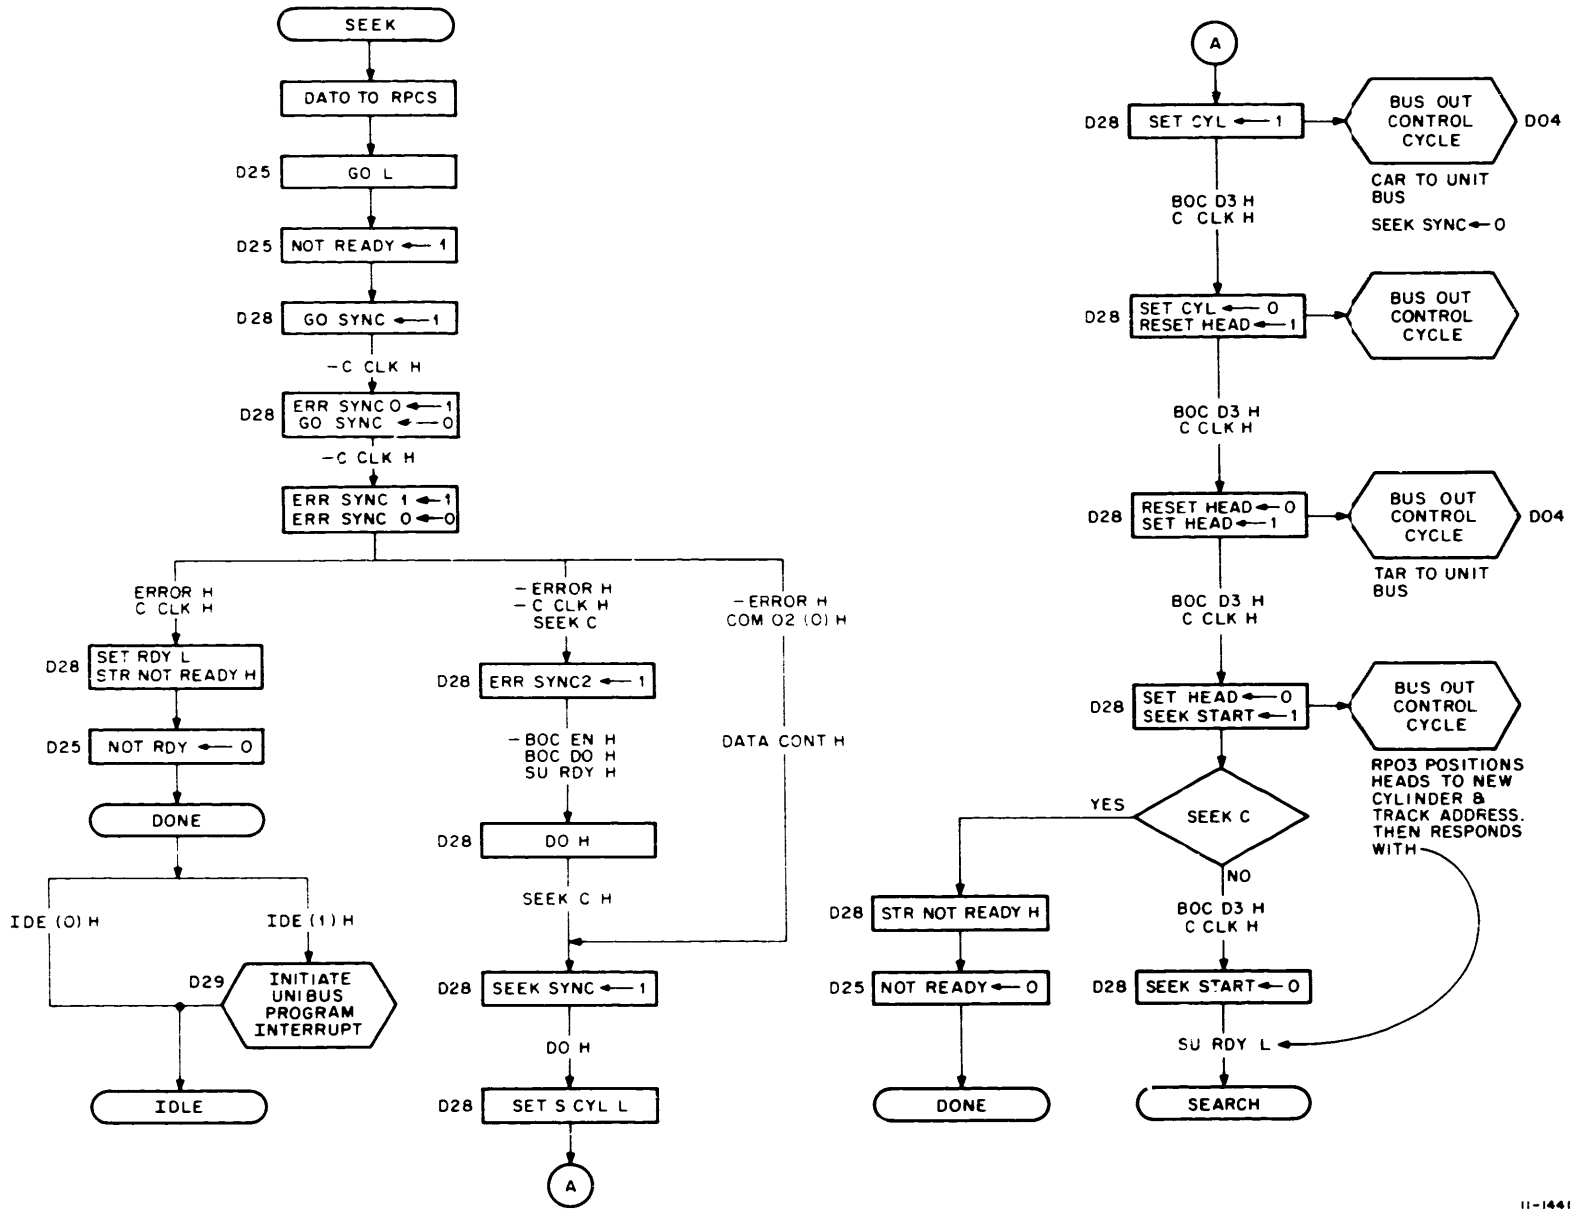 SEEK
DATO TO RPCS
D25
GO L
D25
NOT READY ← 1
D28
GO SYNC ← 1
-C CLK H
D28
ERR SYNC 0 ← 1
GO SYNC ← 0
-C CLK H
ERR SYNC 1 ← 1
ERR SYNC 0 ← 0
ERROR H
C CLK H
D28
SET RDY L
STR NOT READY H
D25
NOT RDY ← 0
DONE
IDE (0) H
IDE (1) H
D29
INITIATE
UNIBUS
PROGRAM
INTERRUPT
IDLE
-ERROR H
-C CLK H
SEEK C
D28
ERR SYNC2 ← 1
-BOC EN H
BOC DO H
SU RDY H
D28
DO H
SEEK C H
-ERROR H
COM 02 (0) H
DATA CONT H
D28
SEEK SYNC ← 1
DO H
D28
SET S CYL L
A
A
D28
SET CYL ← 1
BUS OUT
CONTROL
CYCLE
D04
CAR TO UNIT
BUS
SEEK SYNC ← 0
BOC D3 H
C CLK H
D28
SET CYL ← 0
RESET HEAD ← 1
BUS OUT
CONTROL
CYCLE
BOC D3 H
C CLK H
D28
RESET HEAD ← 0
SET HEAD ← 1
BUS OUT
CONTROL
CYCLE
D04
TAR TO UNIT
BUS
BOC D3 H
C CLK H
D28
SET HEAD ← 0
SEEK START ← 1
BUS OUT
CONTROL
CYCLE
RP03 POSITIONS
HEADS TO NEW
CYLINDER &
TRACK ADDRESS.
THEN RESPONDS
WITH
SEEK C
YES
NO
D28
STR NOT READY H
D25
NOT READY ← 0
DONE
BOC D3 H
C CLK H
D28
SEEK START ← 0
SU RDY L
SEARCH
11-1441